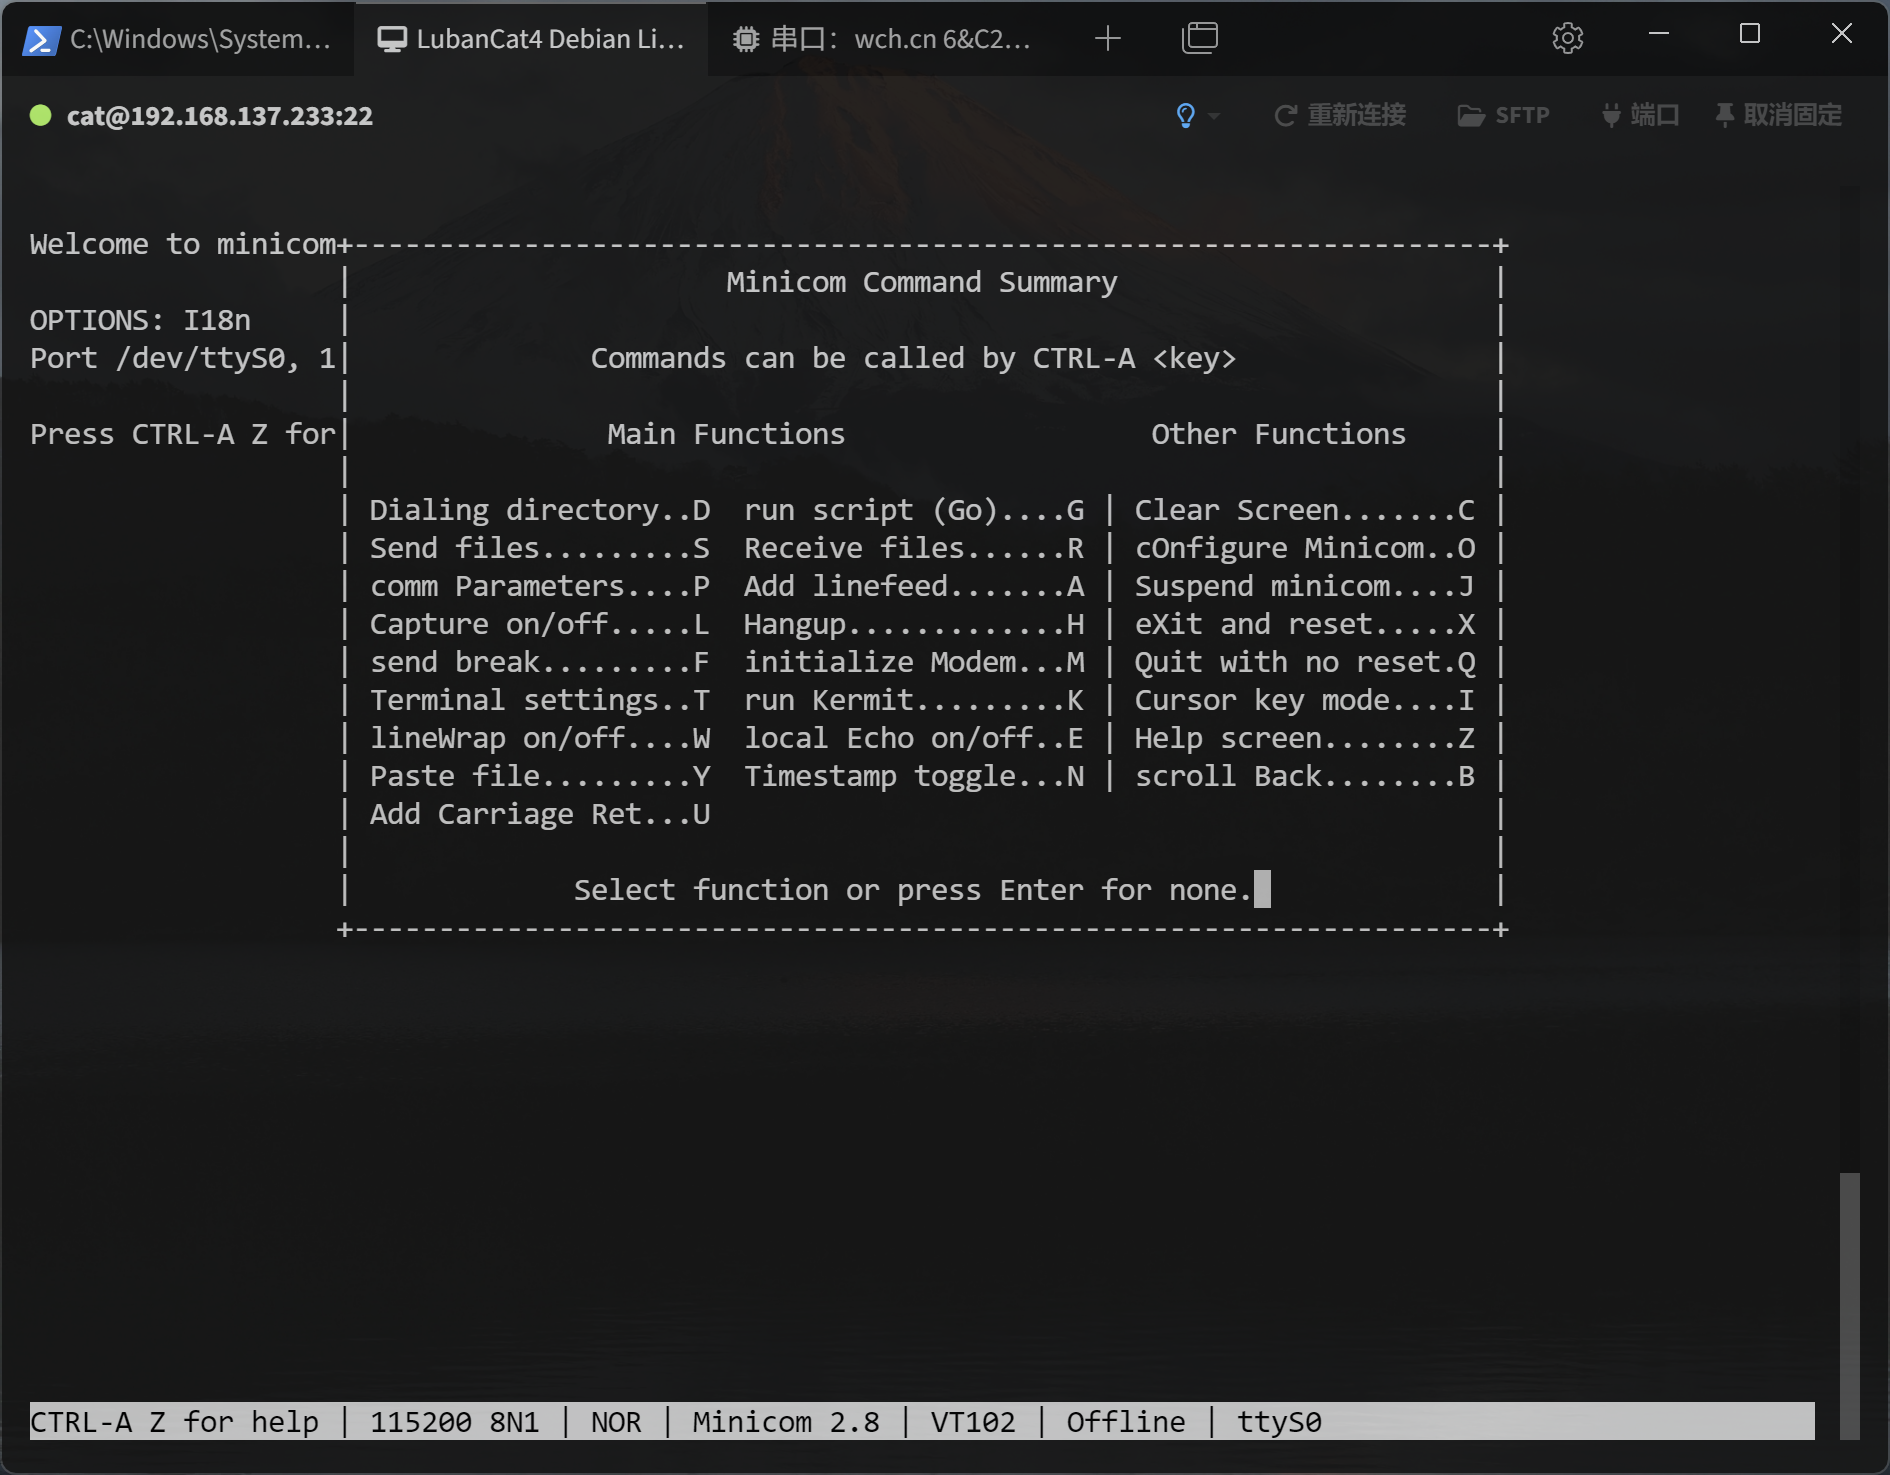 C:\Windows\System...
LubanCat4 Debian Li...
串口: wch.cn 6&C2...
cat@192.168.137.233:22
重新连接
SFTP
端口
取消固定
Welcome to minicom+-------------------------------------------------------------------+
| Minicom Command Summary |
OPTIONS: I18n | |
Port /dev/ttyS0, 1| Commands can be called by CTRL-A <key> |
| |
Press CTRL-A Z for| Main Functions Other Functions |
| |
| Dialing directory..D run script (Go)....G | Clear Screen.......C |
| Send files.........S Receive files......R | cOnfigure Minicom..O |
| comm Parameters....P Add linefeed.......A | Suspend minicom....J |
| Capture on/off.....L Hangup.............H | eXit and reset.....X |
| send break.........F initialize Modem...M | Quit with no reset.Q |
| Terminal settings..T run Kermit.........K | Cursor key mode....I |
| lineWrap on/off....W local Echo on/off..E | Help screen........Z |
| Paste file.........Y Timestamp toggle...N | scroll Back........B |
| Add Carriage Ret...U |
| |
| Select function or press Enter for none. |
+-------------------------------------------------------------------+
CTRL-A Z for help | 115200 8N1 | NOR | Minicom 2.8 | VT102 | Offline | ttyS0